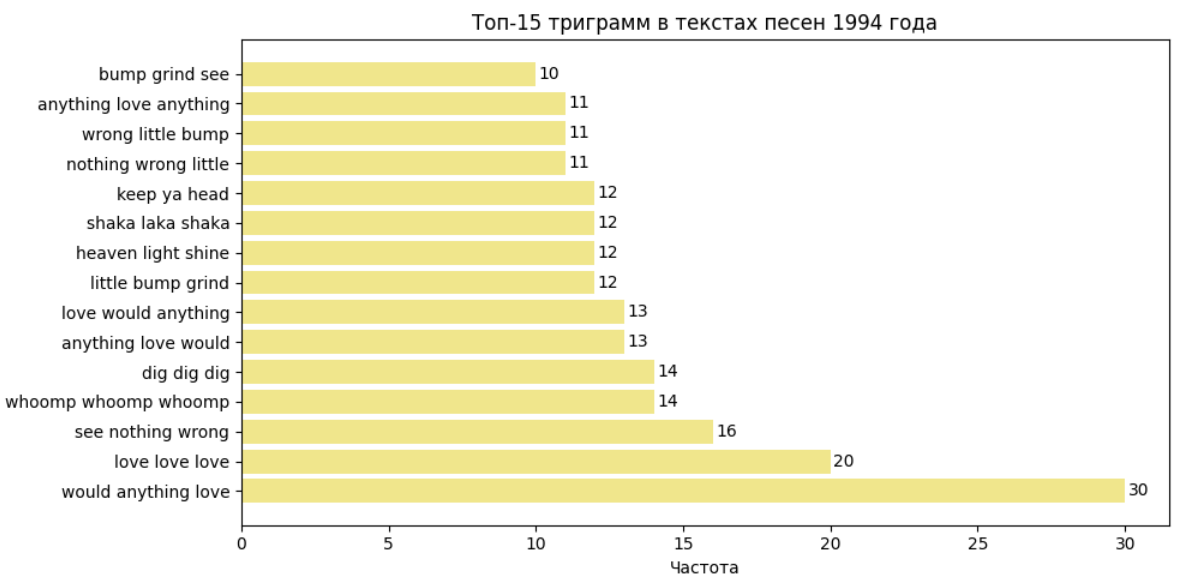 Топ-15 триграмм в текстах песен 1994 года
bump grind see 10
anything love anything 11
wrong little bump 11
nothing wrong little 11
keep ya head 12
shaka laka shaka 12
heaven light shine 12
little bump grind 12
love would anything 13
anything love would 13
dig dig dig 14
whoomp whoomp whoomp 14
see nothing wrong 16
love love love 20
would anything love 30
0 5 10 15 20 25 30
Частота